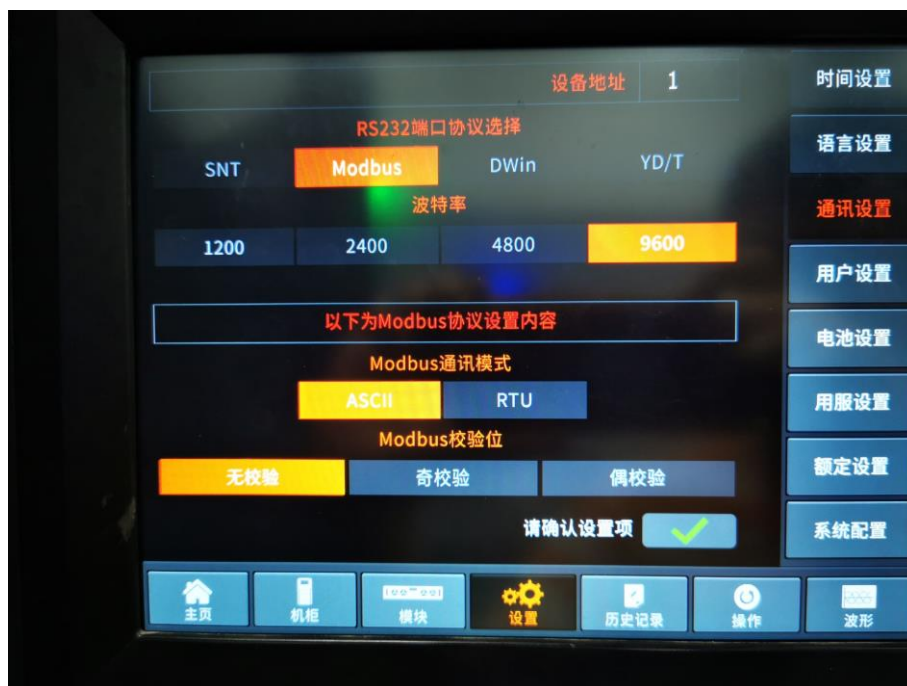 设备地址 1
RS232端口协议选择
SNT Modbus DWin YD/T
波特率
1200 2400 4800 9600
以下为Modbus协议设置内容
Modbus通讯模式
ASCII RTU
Modbus校验位
无校验 奇校验 偶校验
请确认设置项
时间设置
语言设置
通讯设置
用户设置
电池设置
用服设置
额定设置
系统配置
主页 机柜 模块 设置 历史记录 操作 波形